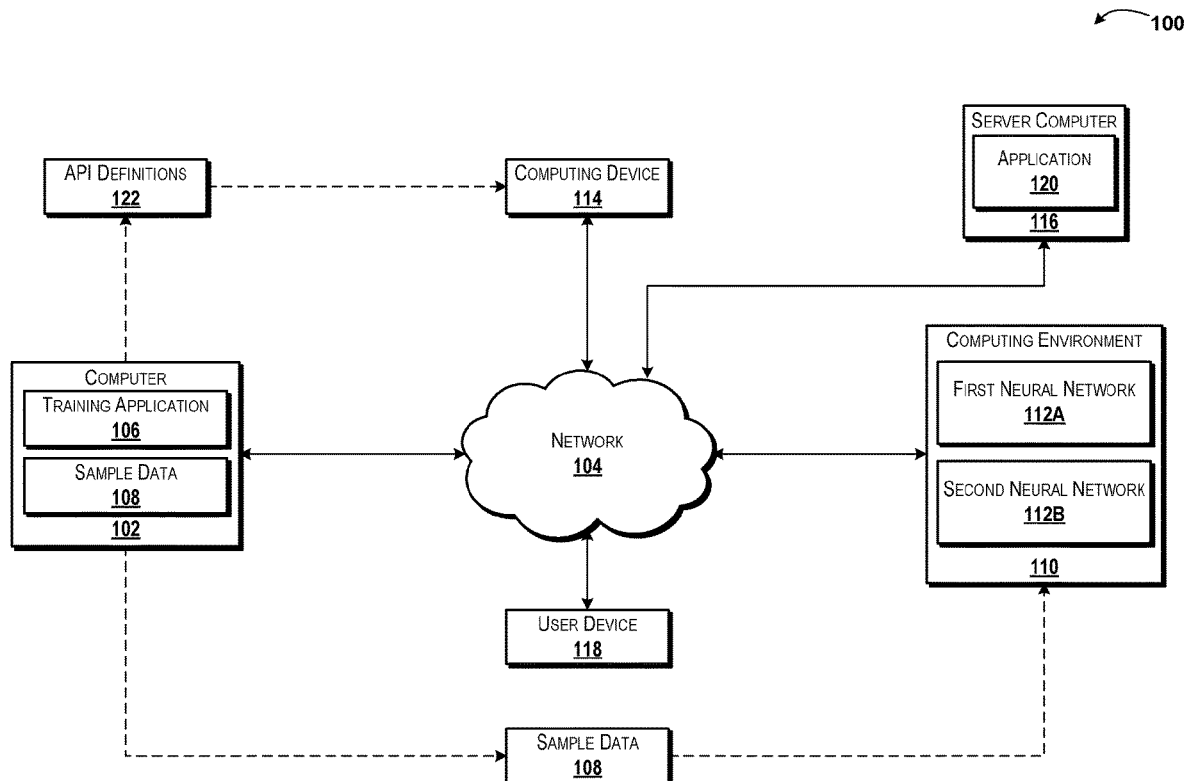 100
SERVER COMPUTER
APPLICATION
120
116
API DEFINITIONS
122
COMPUTING DEVICE
114
COMPUTER
TRAINING APPLICATION
106
SAMPLE DATA
108
102
NETWORK
104
COMPUTING ENVIRONMENT
FIRST NEURAL NETWORK
112A
SECOND NEURAL NETWORK
112B
110
USER DEVICE
118
SAMPLE DATA
108